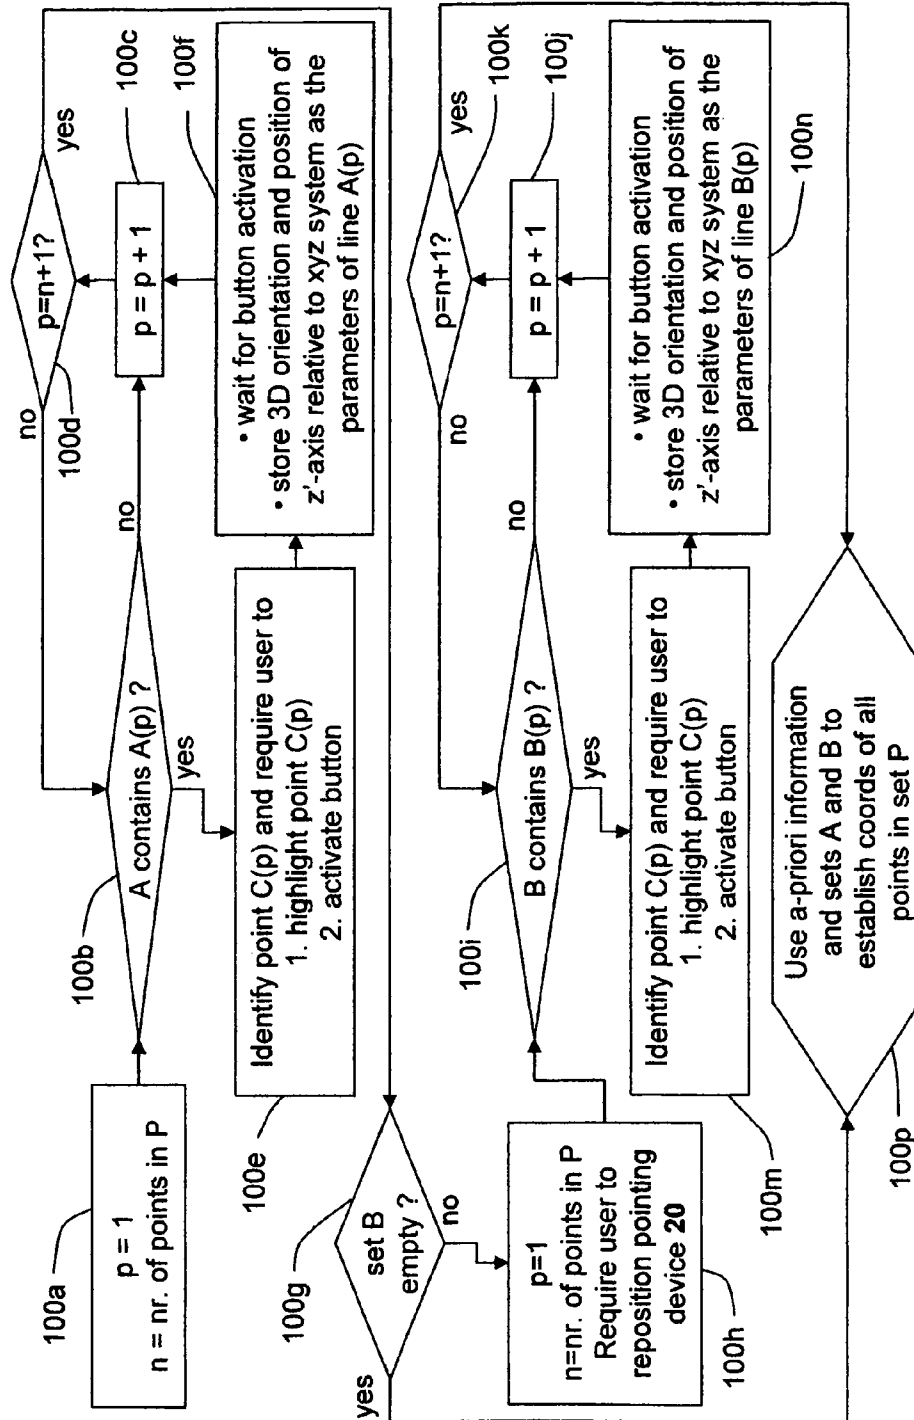 100a
p = 1
n = nr. of points in P
100b
A contains A(p) ?
no
yes
100c
p = p + 1
100d
p=n+1?
no
yes
100e
Identify point C(p) and require user to
1. highlight point C(p)
2. activate button
100f
• wait for button activation
• store 3D orientation and position of
z'-axis relative to xyz system as the
parameters of line A(p)
100g
set B
empty ?
yes
no
100h
p=1
n=nr. of points in P
Require user to
reposition pointing
device 20
100i
B contains B(p) ?
no
yes
100j
p = p + 1
100k
p=n+1?
no
yes
100m
Identify point C(p) and require user to
1. highlight point C(p)
2. activate button
100n
• wait for button activation
• store 3D orientation and position of
z'-axis relative to xyz system as the
parameters of line B(p)
100p
Use a-priori information
and sets A and B to
establish coords of all
points in set P